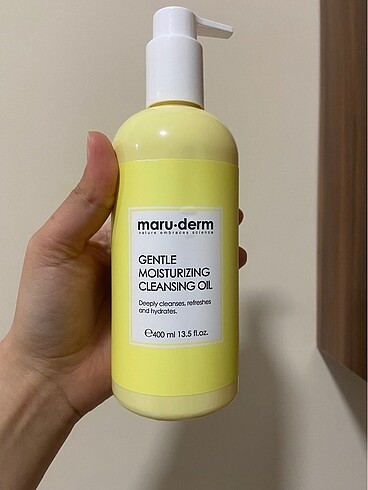 maru·derm
nature embraces science
GENTLE
MOISTURIZING
CLEANSING OIL
Deeply cleanses, refreshes
and hydrates.
℮400 ml 13.5 fl.oz.